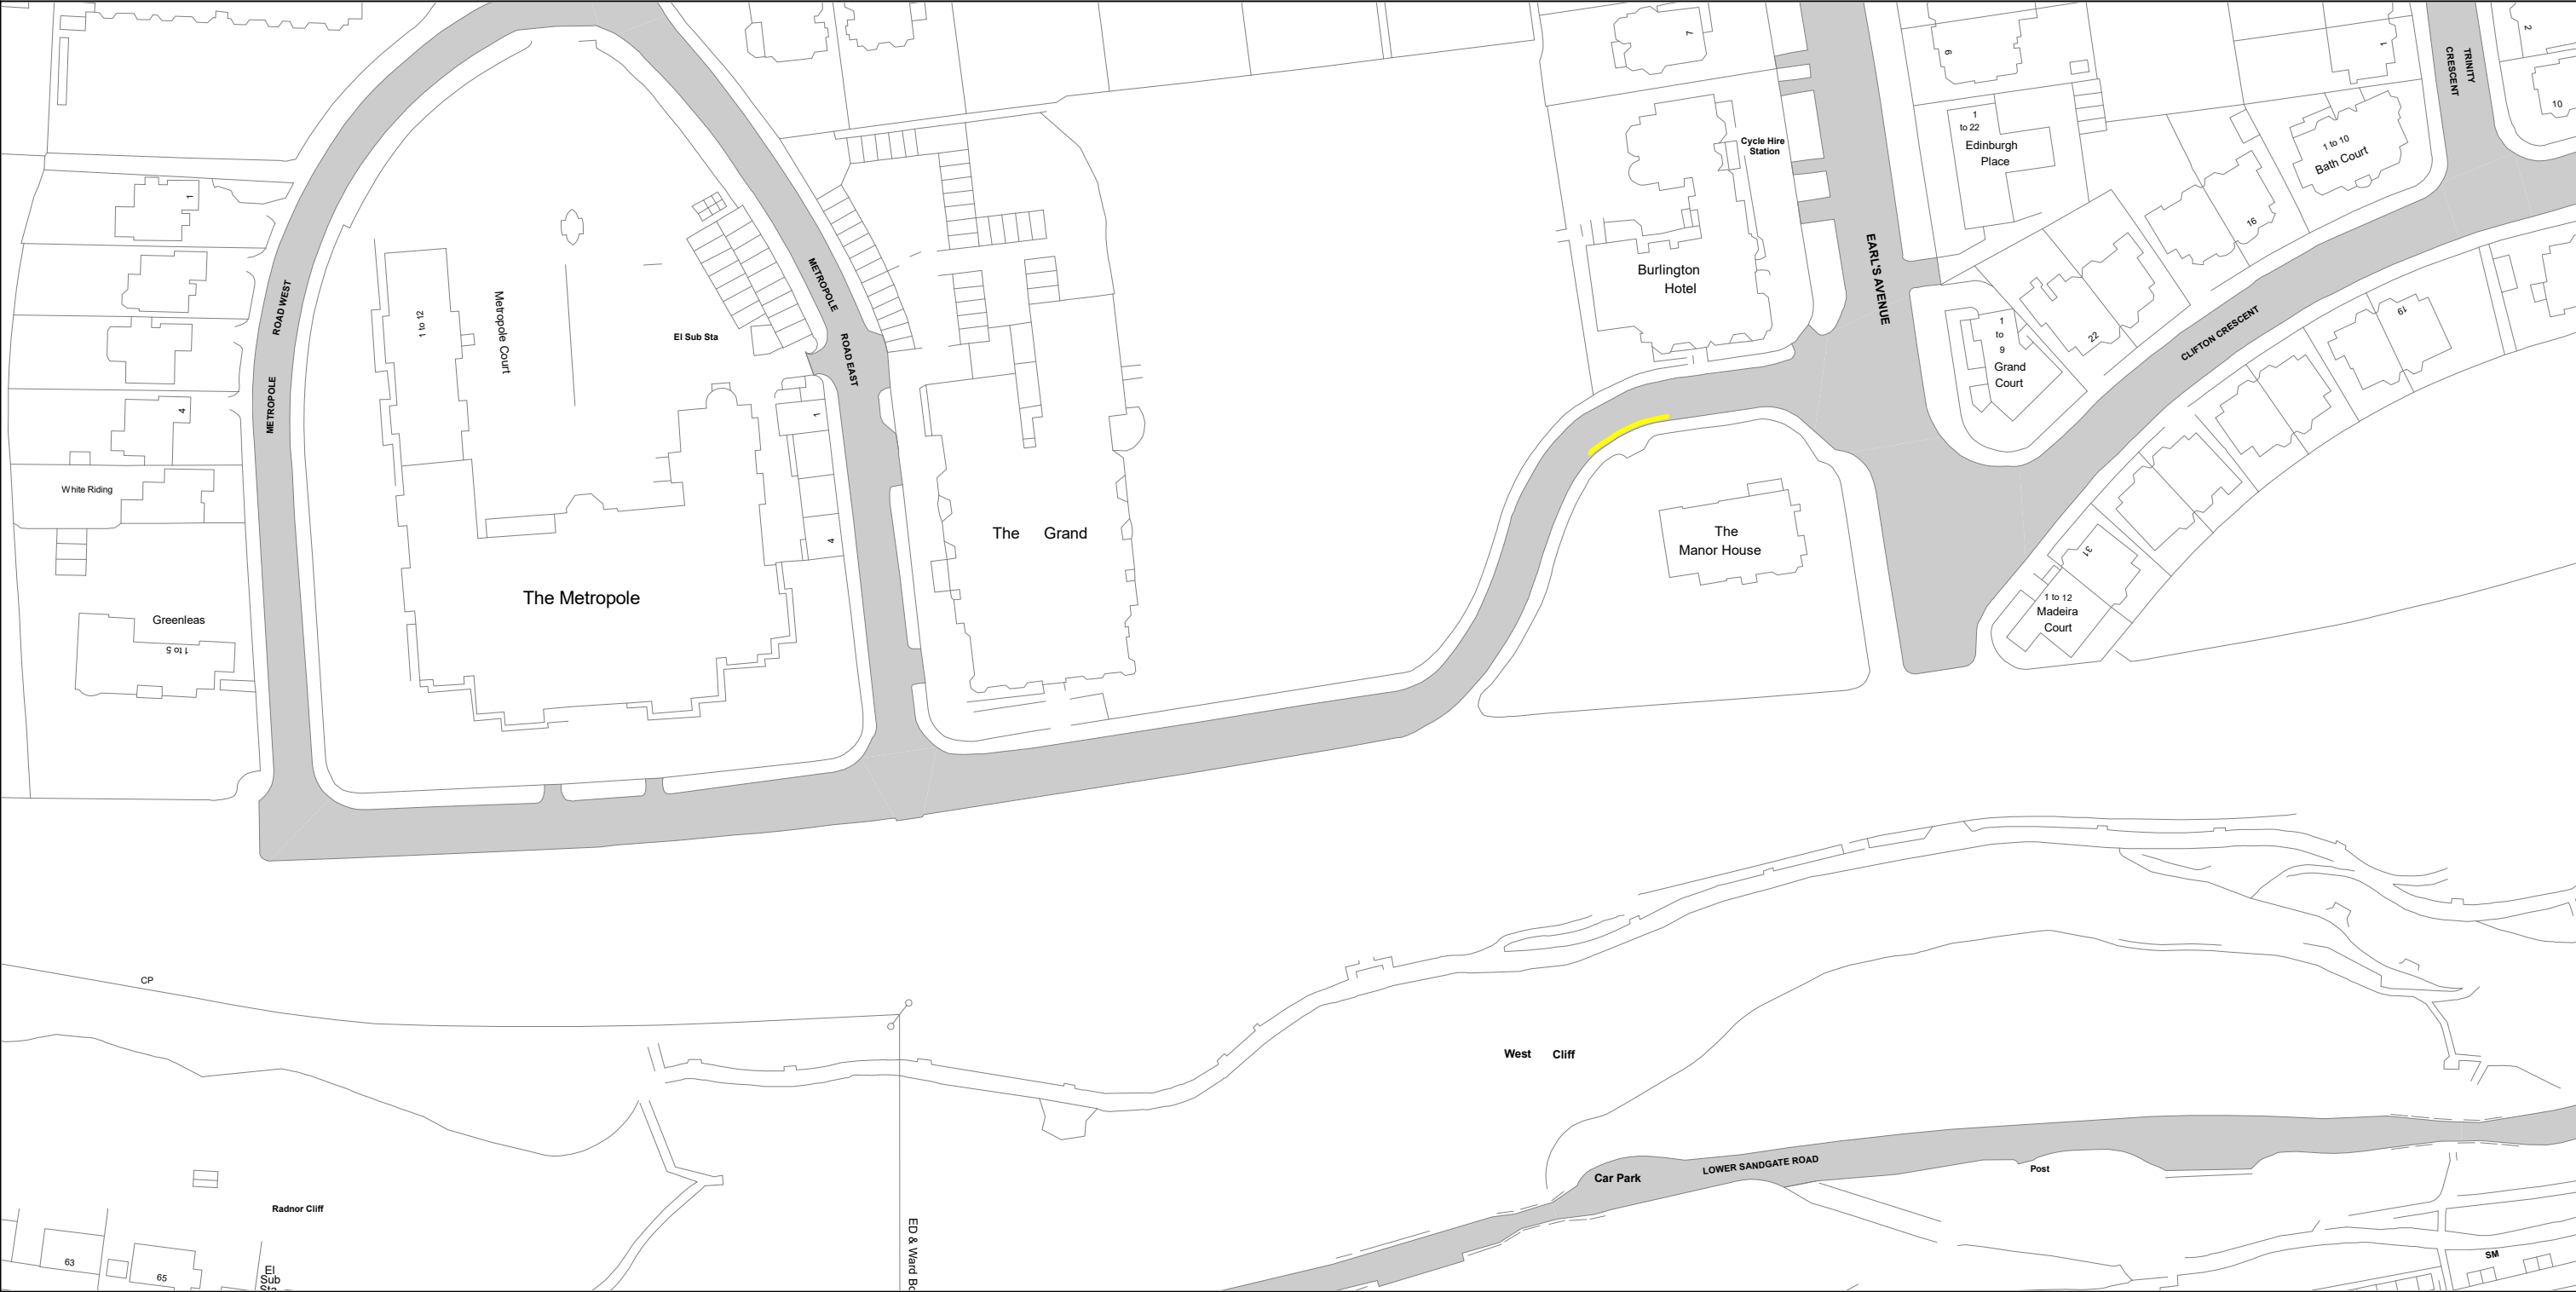 7
6
1
2
TRINITY
CRESCENT
10
1
to 22
Edinburgh
Place
Cycle Hire
Station
1 to 10
Bath Court
1
16
METROPOLE
ROAD EAST
ROAD WEST
METROPOLE
EARL'S AVENUE
Burlington
Hotel
1 to 12
Metropole Court
El Sub Sta
22
1
to
9
Grand
Court
CLIFTON CRESCENT
19
4
1
White Riding
4
The Grand
The
Manor House
31
The Metropole
1 to 12
Madeira
Court
Greenleas
1 to 5
CP
West Cliff
Car Park
LOWER SANDGATE ROAD
Post
Radnor Cliff
ED & Ward Bo
63
65
El
Sub
Sta
SM